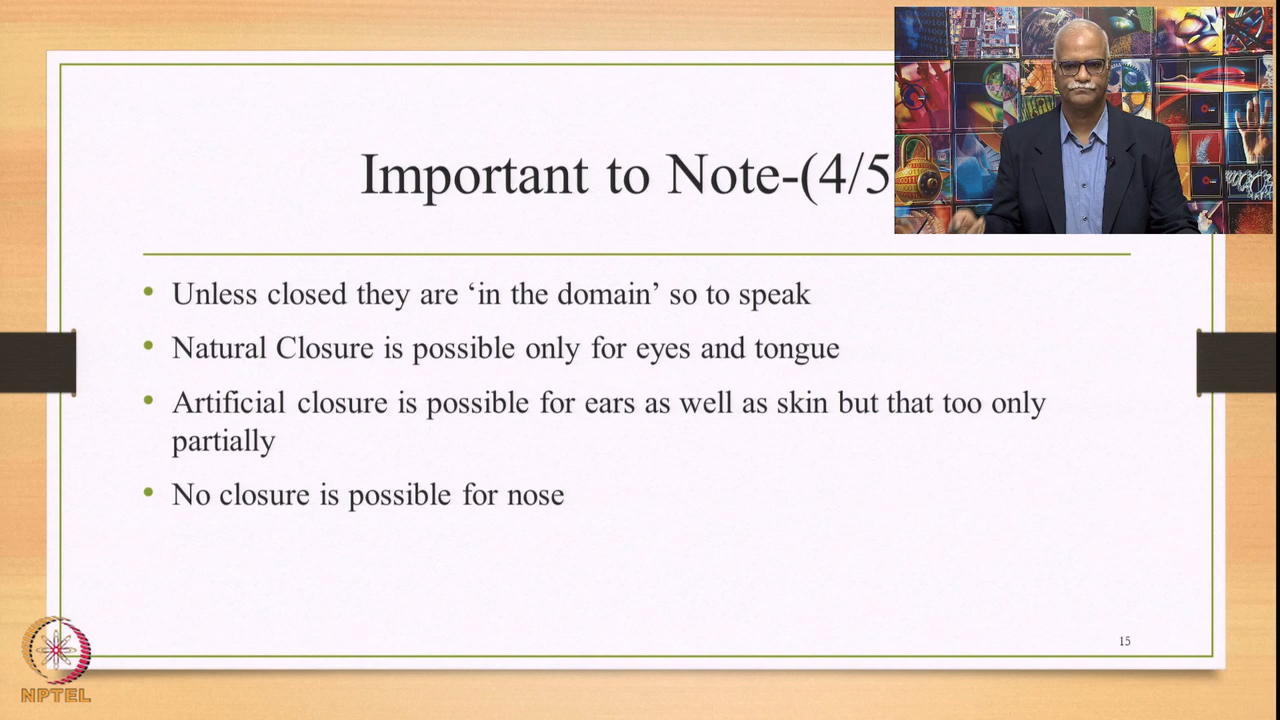 Important to Note-(4/5
• Unless closed they are ‘in the domain’ so to speak
• Natural Closure is possible only for eyes and tongue
• Artificial closure is possible for ears as well as skin but that too only
partially
• No closure is possible for nose
15
NPTEL